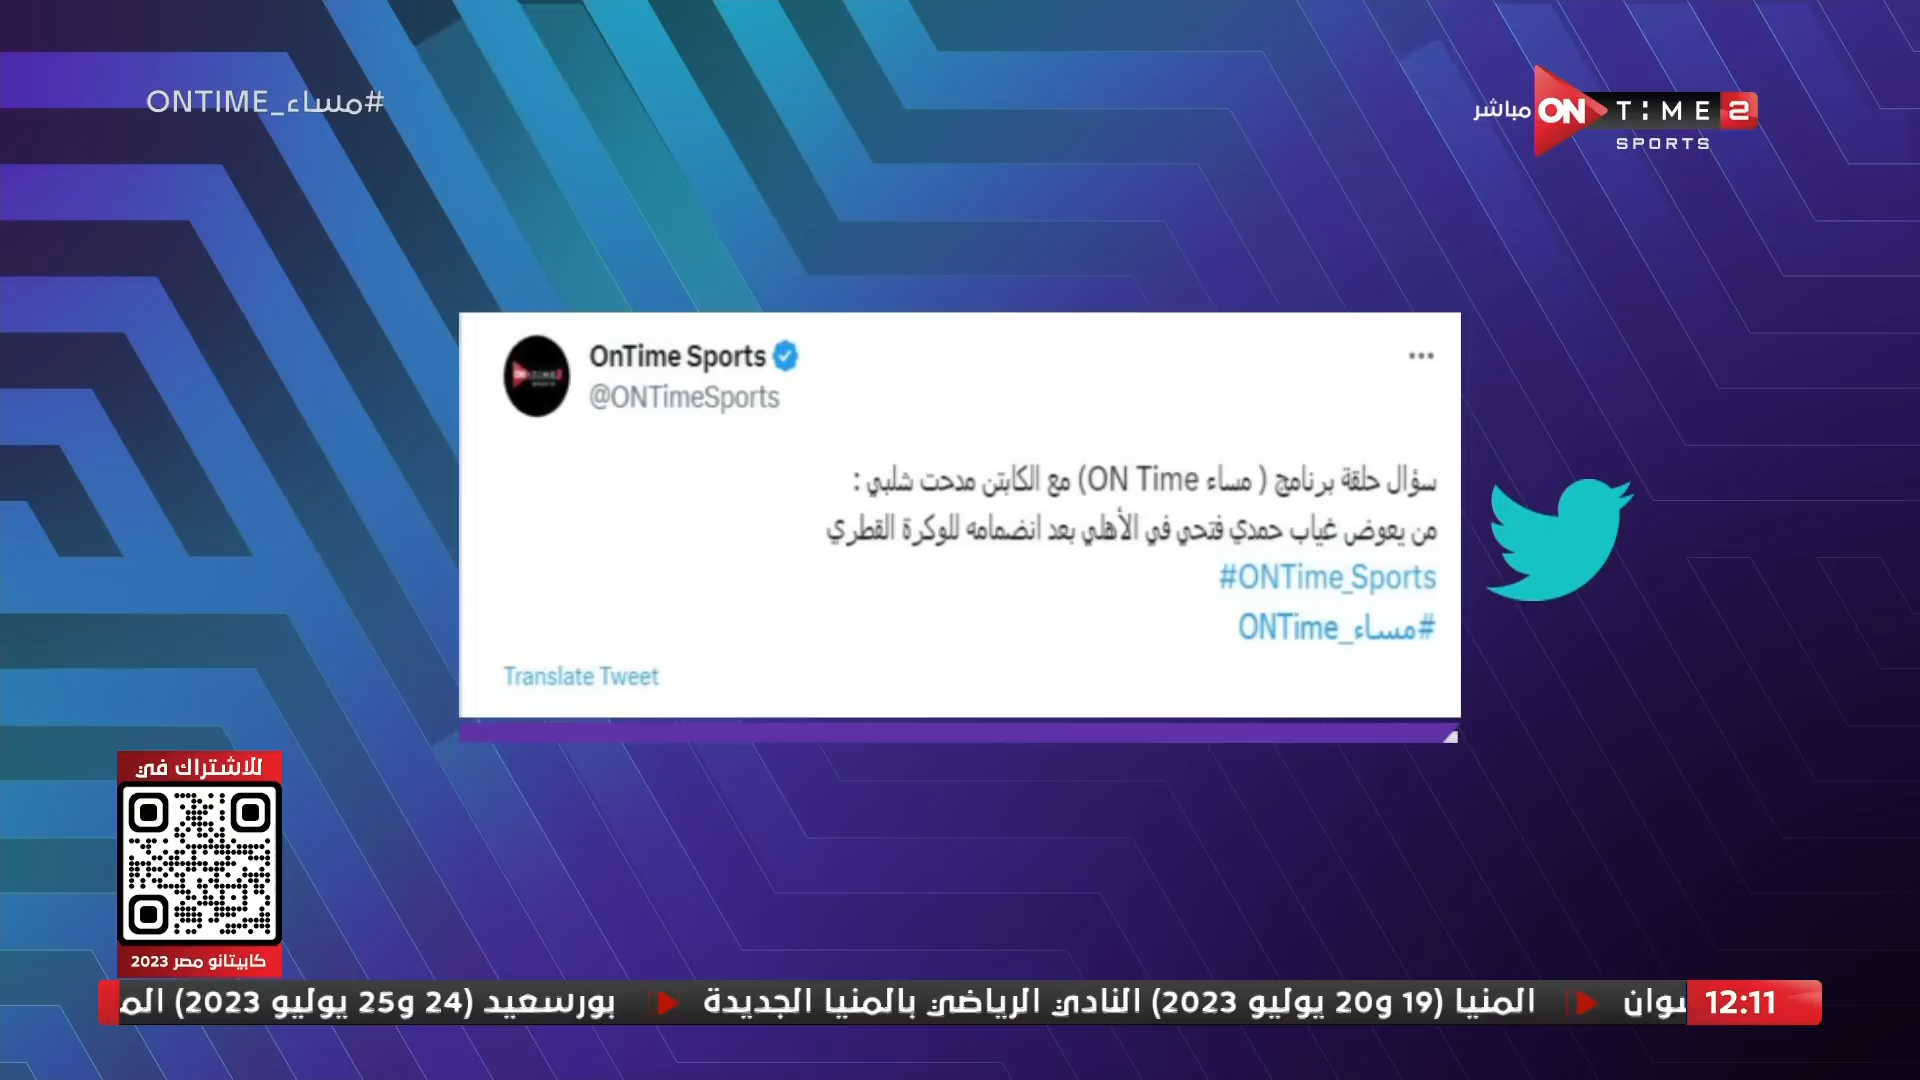 #مساء_ONTIME
مباشر ON TIME 2
SPORTS
OnTime Sports
@ONTimeSports
سؤال حلقة برنامج ( مساء ON Time) مع الكابتن مدحت شلبي :
من يعوض غياب حمدي فتحي في الأهلي بعد انضمامه للوكرة القطري
#ONTime_Sports
#مساء_ONTime
Translate Tweet
للاشتراك في
كابيتانو مصر 2023
المنيا (19 و20 يوليو 2023) النادي الرياضي بالمنيا الجديدة
بورسعيد (24 و25 يوليو 2023)
12:11